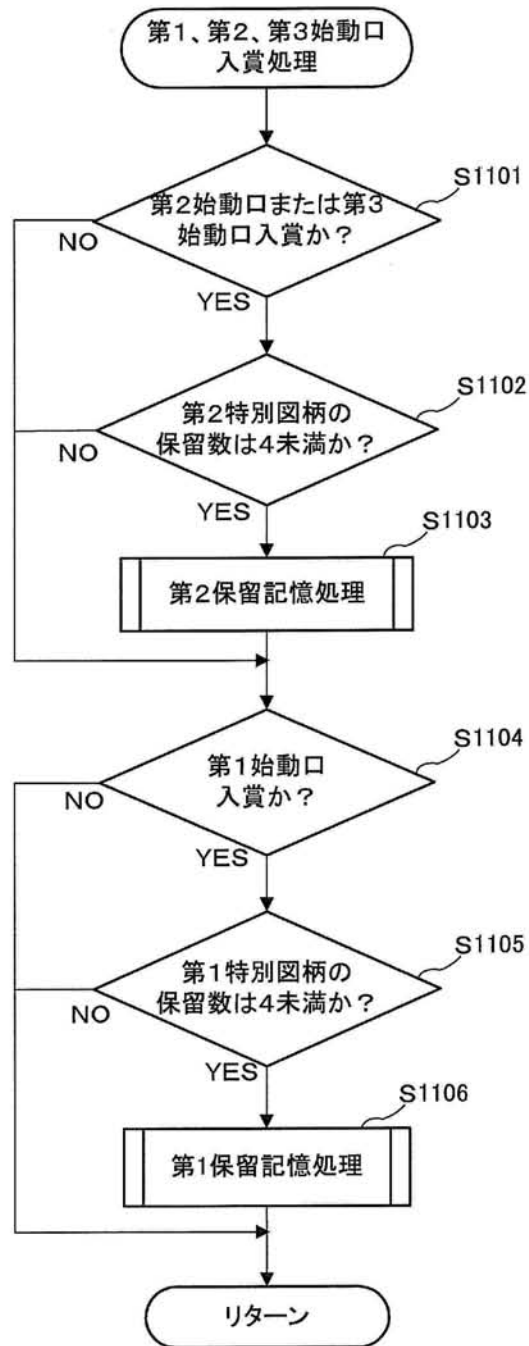 第1、第2、第3始動口
入賞処理
S1101
第2始動口または第3
始動口入賞か？
NO
YES
S1102
第2特別図柄の
保留数は4未満か？
NO
YES
S1103
第2保留記憶処理
S1104
第1始動口
入賞か？
NO
YES
S1105
第1特別図柄の
保留数は4未満か？
NO
YES
S1106
第1保留記憶処理
リターン